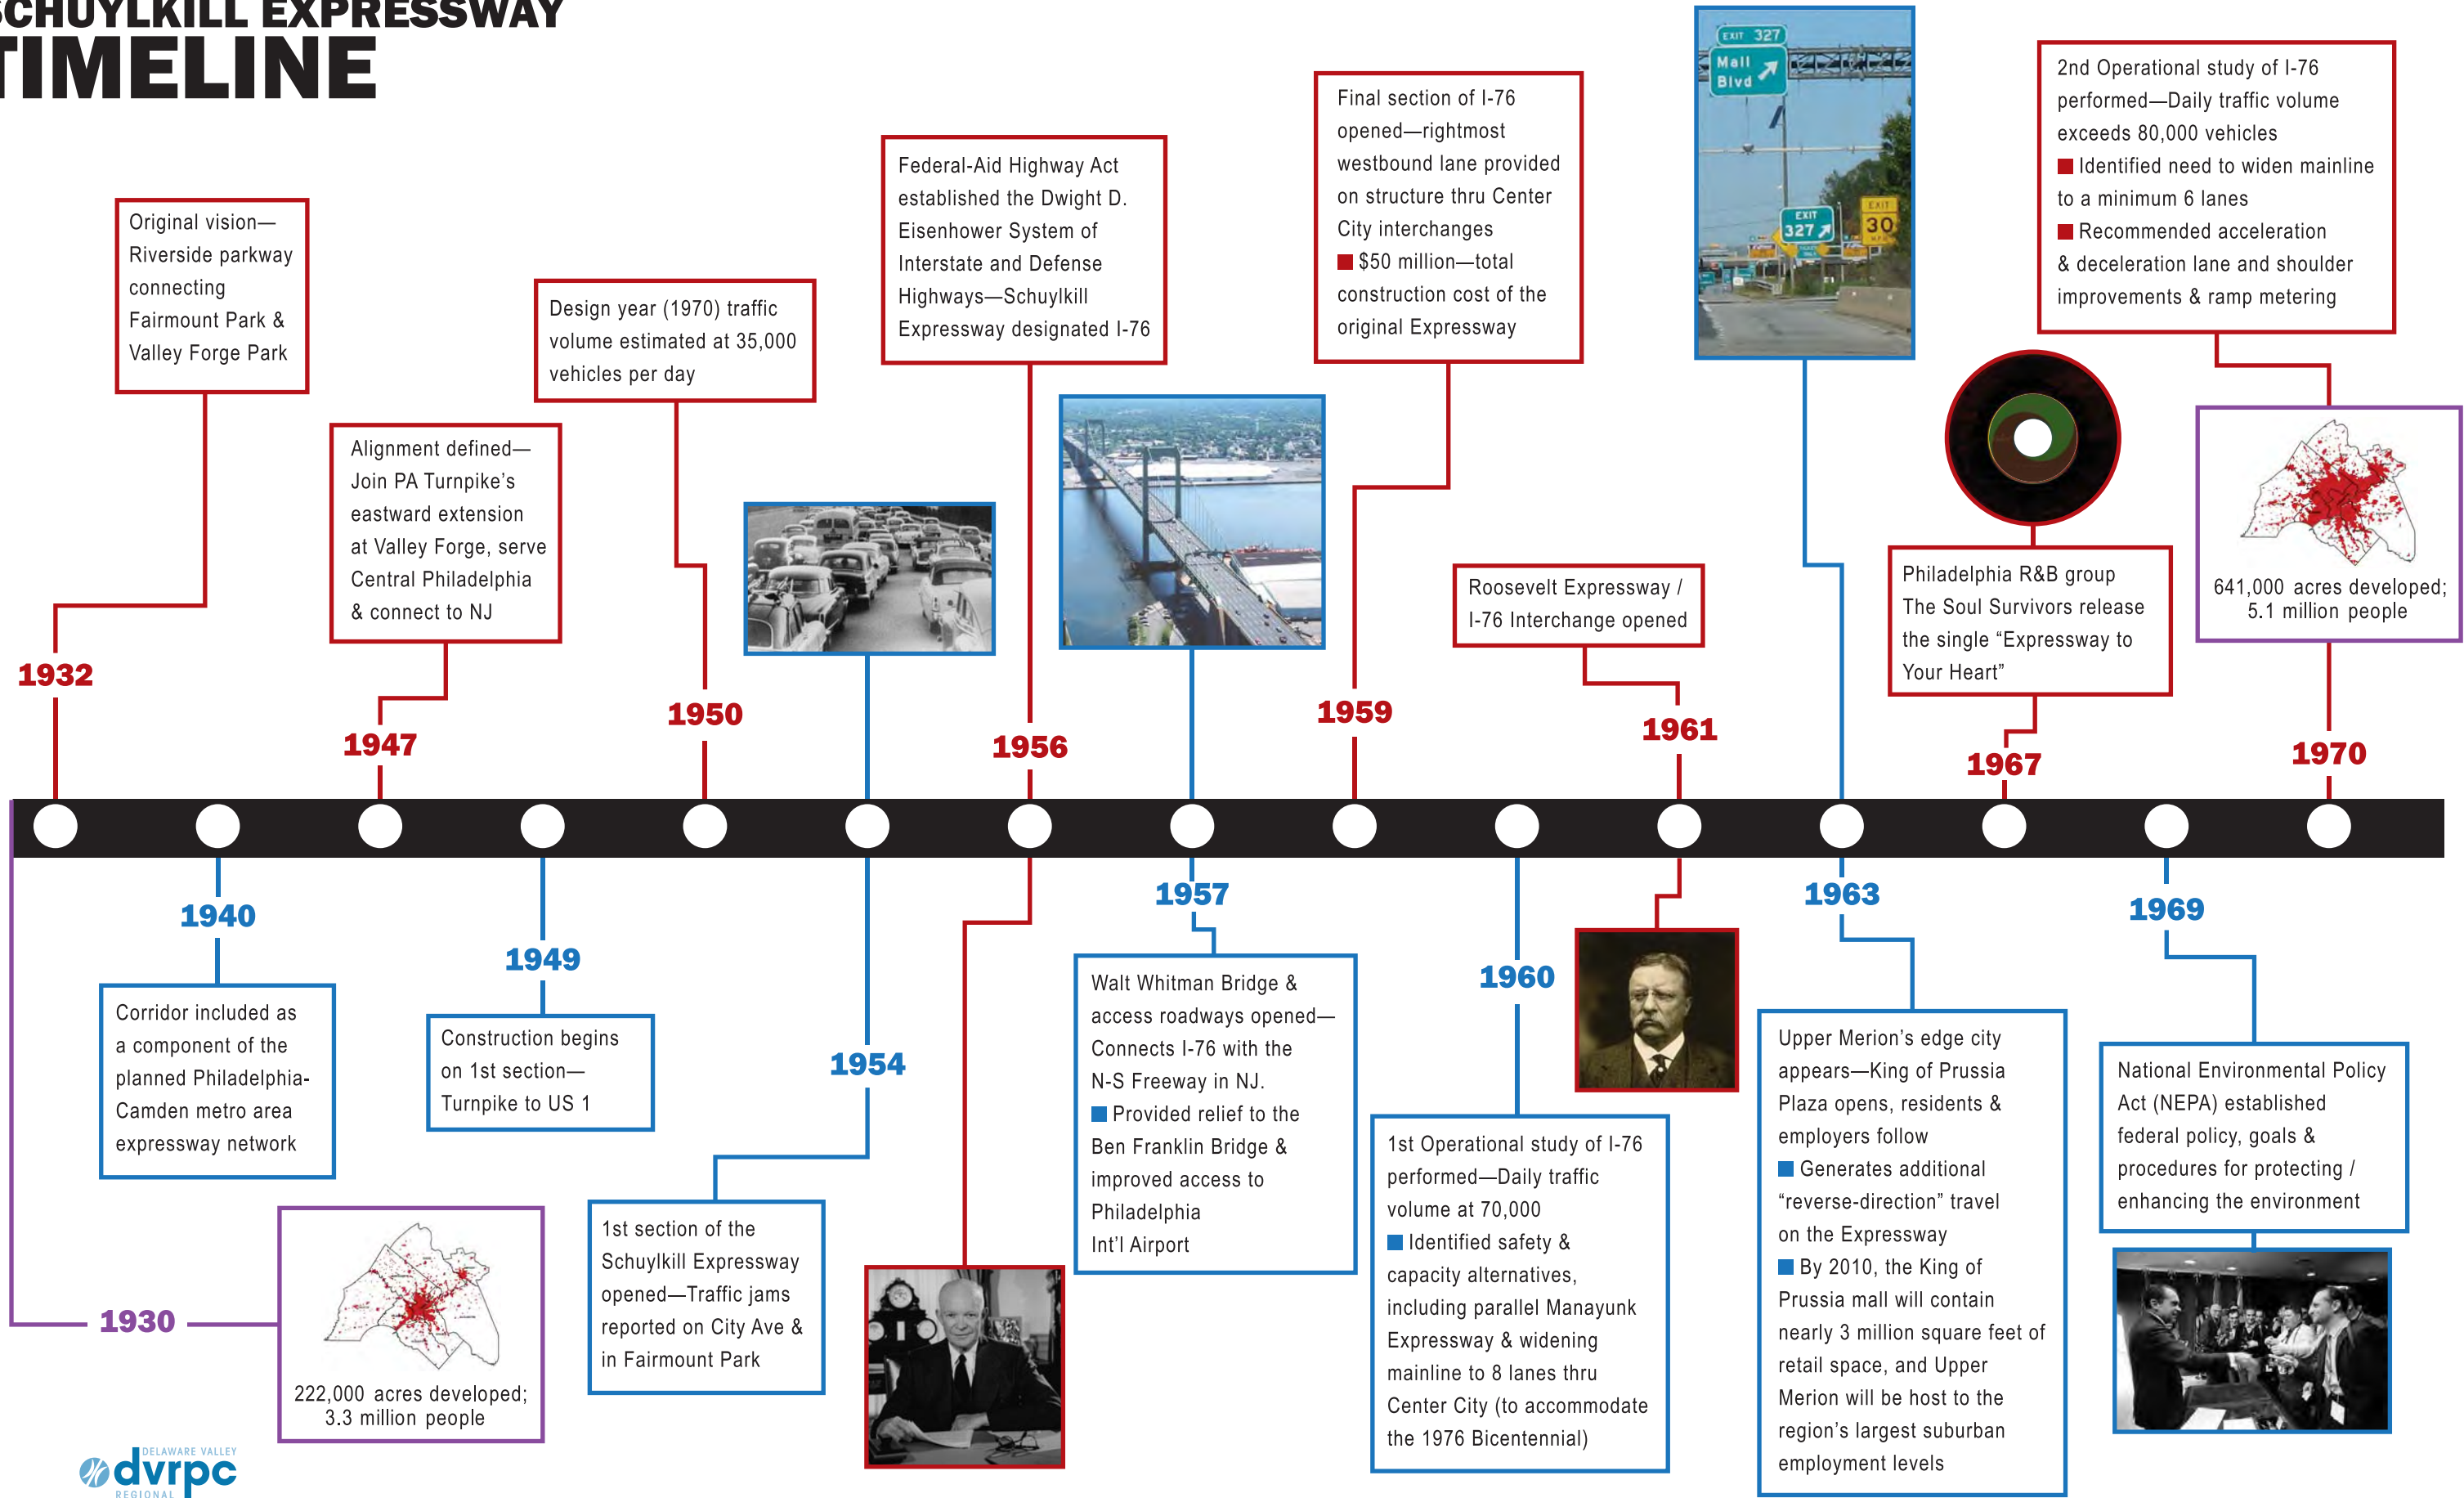 SCHUYLKILL EXPRESSWAY
TIMELINE
1932
Original vision—
Riverside parkway
connecting
Fairmount Park &
Valley Forge Park
1947
Alignment defined—
Join PA Turnpike’s
eastward extension
at Valley Forge, serve
Central Philadelphia
& connect to NJ
1950
Design year (1970) traffic
volume estimated at 35,000
vehicles per day
1956
Federal-Aid Highway Act
established the Dwight D.
Eisenhower System of
Interstate and Defense
Highways—Schuylkill
Expressway designated I-76
1959
Final section of I-76
opened—rightmost
westbound lane provided
on structure thru Center
City interchanges
$50 million—total
construction cost of the
original Expressway
1961
Roosevelt Expressway /
I-76 Interchange opened
EXIT 327
Mall
Blvd
EXIT
327
EXIT
30
1967
Philadelphia R&B group
The Soul Survivors release
the single “Expressway to
Your Heart”
1970
2nd Operational study of I-76
performed—Daily traffic volume
exceeds 80,000 vehicles
Identified need to widen mainline
to a minimum 6 lanes
Recommended acceleration
& deceleration lane and shoulder
improvements & ramp metering
641,000 acres developed;
5.1 million people
1930
222,000 acres developed;
3.3 million people
1940
Corridor included as
a component of the
planned Philadelphia-
Camden metro area
expressway network
1949
Construction begins
on 1st section—
Turnpike to US 1
1954
1st section of the
Schuylkill Expressway
opened—Traffic jams
reported on City Ave &
in Fairmount Park
1957
Walt Whitman Bridge &
access roadways opened—
Connects I-76 with the
N-S Freeway in NJ.
Provided relief to the
Ben Franklin Bridge &
improved access to
Philadelphia
Int’l Airport
1960
1st Operational study of I-76
performed—Daily traffic
volume at 70,000
Identified safety &
capacity alternatives,
including parallel Manayunk
Expressway & widening
mainline to 8 lanes thru
Center City (to accommodate
the 1976 Bicentennial)
1963
Upper Merion’s edge city
appears—King of Prussia
Plaza opens, residents &
employers follow
Generates additional
“reverse-direction” travel
on the Expressway
By 2010, the King of
Prussia mall will contain
nearly 3 million square feet of
retail space, and Upper
Merion will be host to the
region’s largest suburban
employment levels
1969
National Environmental Policy
Act (NEPA) established
federal policy, goals &
procedures for protecting /
enhancing the environment
DELAWARE VALLEY
dvrpc
REGIONAL